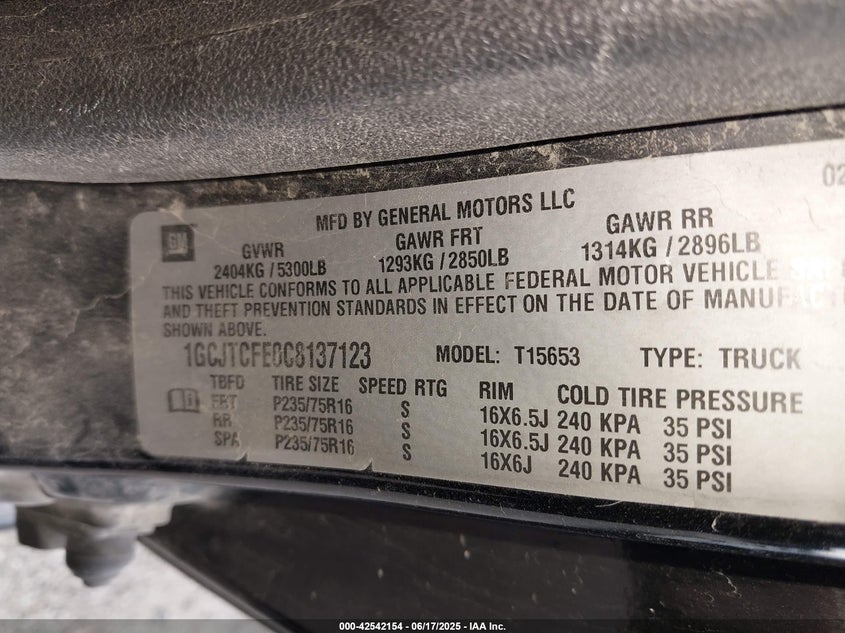 02
GM
MFD BY GENERAL MOTORS LLC
GVWR GAWR FRT GAWR RR
2404KG / 5300LB 1293KG / 2850LB 1314KG / 2896LB
THIS VEHICLE CONFORMS TO ALL APPLICABLE FEDERAL MOTOR VEHICLE
AND THEFT PREVENTION STANDARDS IN EFFECT ON THE DATE OF MANUFACT
SHOWN ABOVE.
1GCJTCFE0C8137123 MODEL: T15653 TYPE: TRUCK
TBFD TIRE SIZE SPEED RTG RIM COLD TIRE PRESSURE
FRT P235/75R16 S 16X6.5J 240 KPA 35 PSI
RR P235/75R16 S 16X6.5J 240 KPA 35 PSI
SPA P235/75R16 S 16X6J 240 KPA 35 PSI
000-42542154 - 06/17/2025 - IAA Inc.